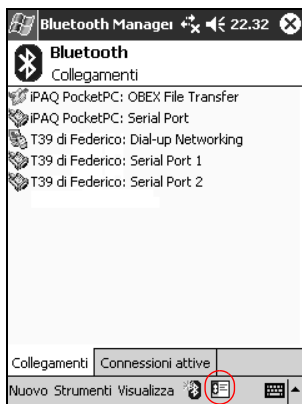 Bluetooth Manager 22.32
Bluetooth
Collegamenti
iPAQ PocketPC: OBEX File Transfer
iPAQ PocketPC: Serial Port
T39 di Federico: Dial-up Networking
T39 di Federico: Serial Port 1
T39 di Federico: Serial Port 2
Collegamenti Connessioni attive
Nuovo Strumenti Visualizza